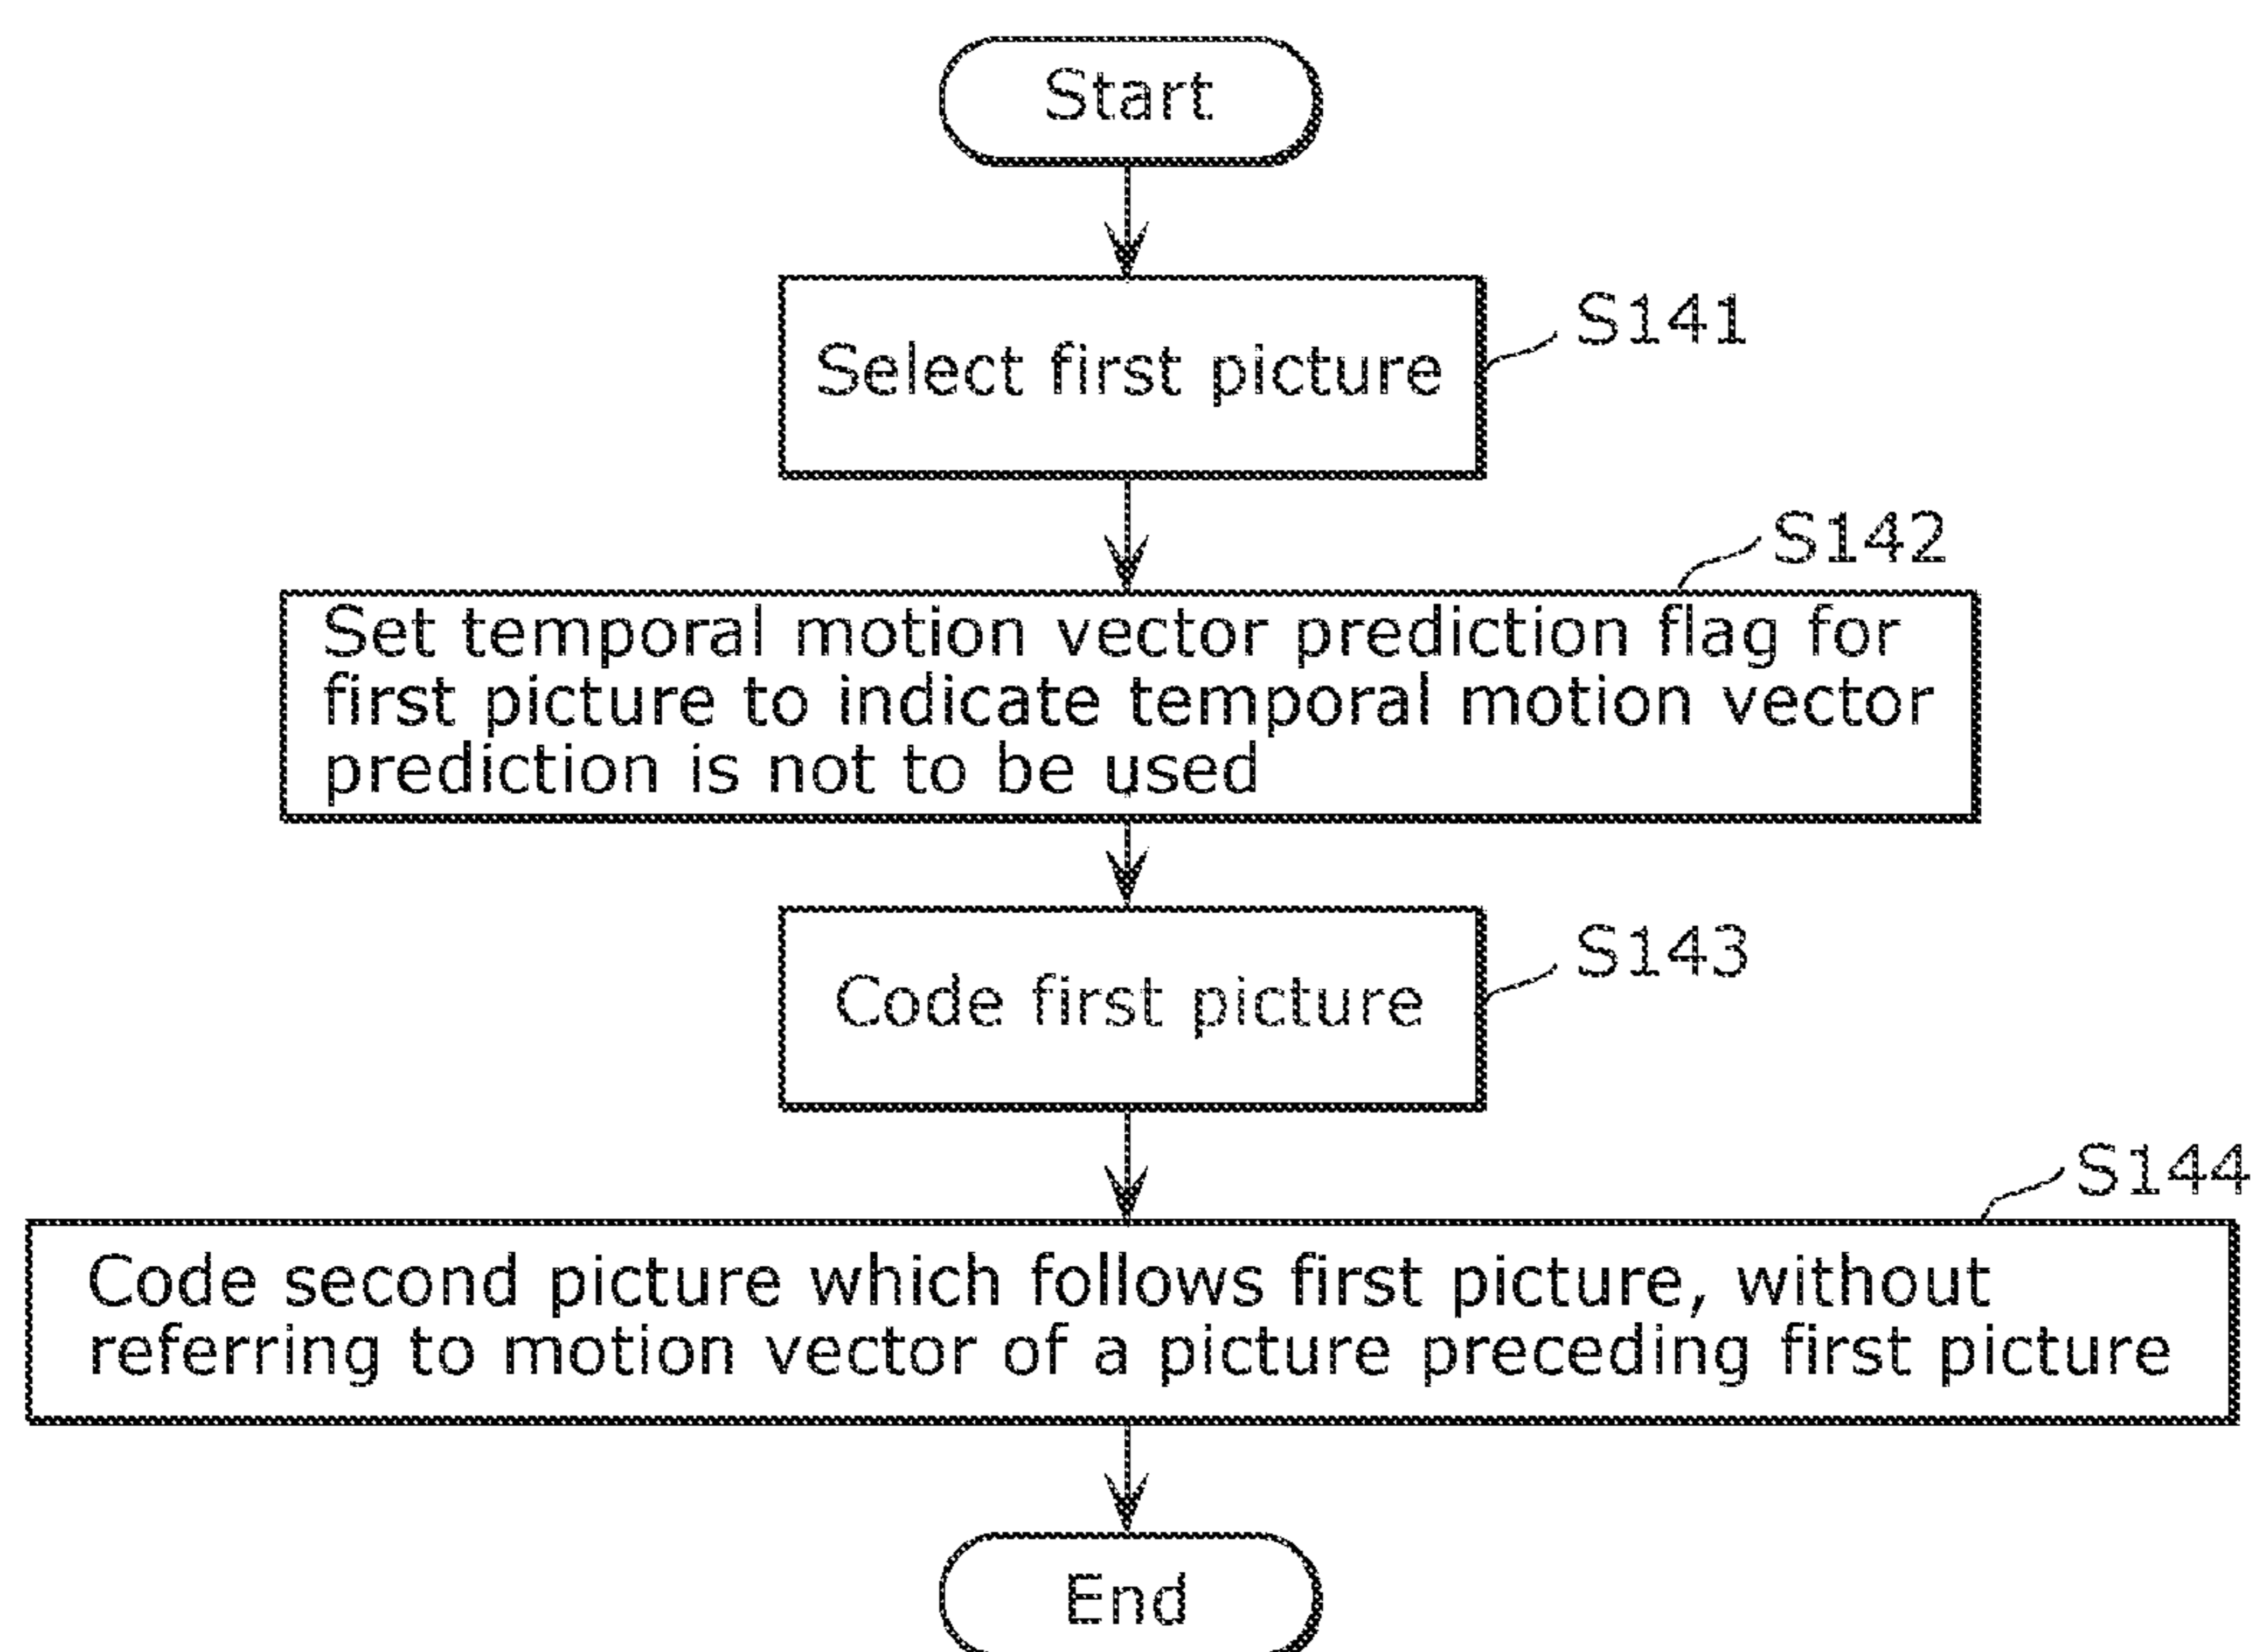 Start
Select first picture
S141
S142
Set temporal motion vector prediction flag for
first picture to indicate temporal motion vector
prediction is not to be used
Code first picture
S143
S144
Code second picture which follows first picture, without
referring to motion vector of a picture preceding first picture
End